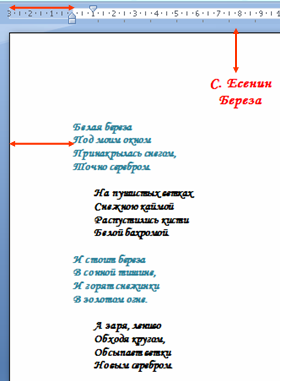 3 · 2 · 1 · 1 · 2 · 3 · 4 · 5 · 6 · 7 · 8 · 9 · 1
С. Есенин
Береза
Белая береза
Под моим окном
Принакрылась снегом,
Точно серебром.
На пушистых ветках
Снежною каймой
Распустились кисти
Белой бахромой.
И стоит береза
В сонной тишине,
И горят снежинки
В золотом огне.
А заря, лениво
Обходя кругом,
Обсыпает ветки
Новым серебром.